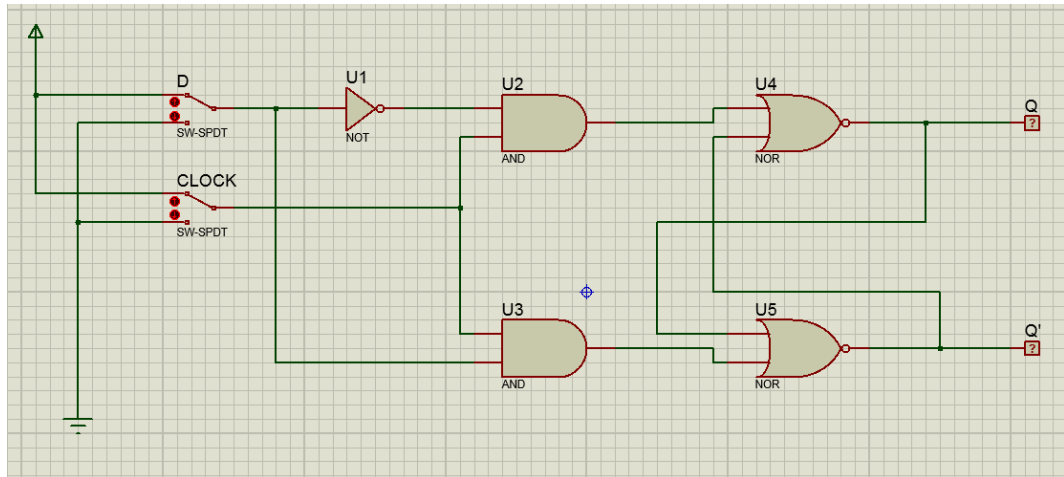 D
SW-SPDT
CLOCK
SW-SPDT
U1
NOT
U2
AND
U3
AND
U4
NOR
U5
NOR
Q
?
Q'
?